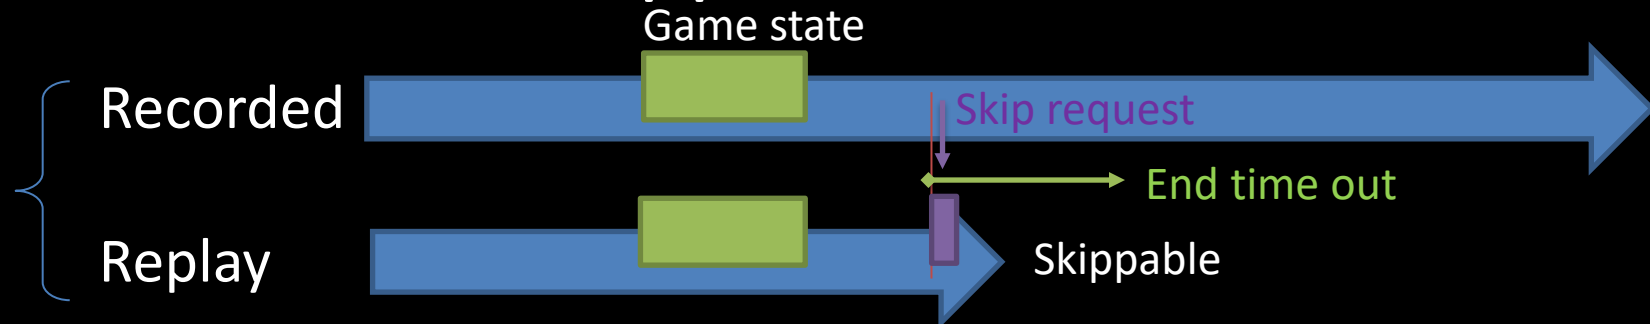 Game state
Recorded
Skip request
End time out
Replay
Skippable